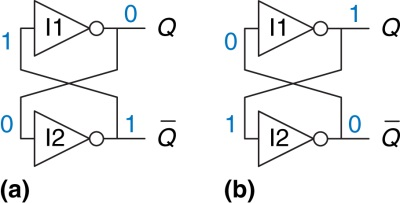 0 1
I1 Q I1 Q
1 0
0 1 1 0
I2 Q̅ I2 Q̅
(a) (b)